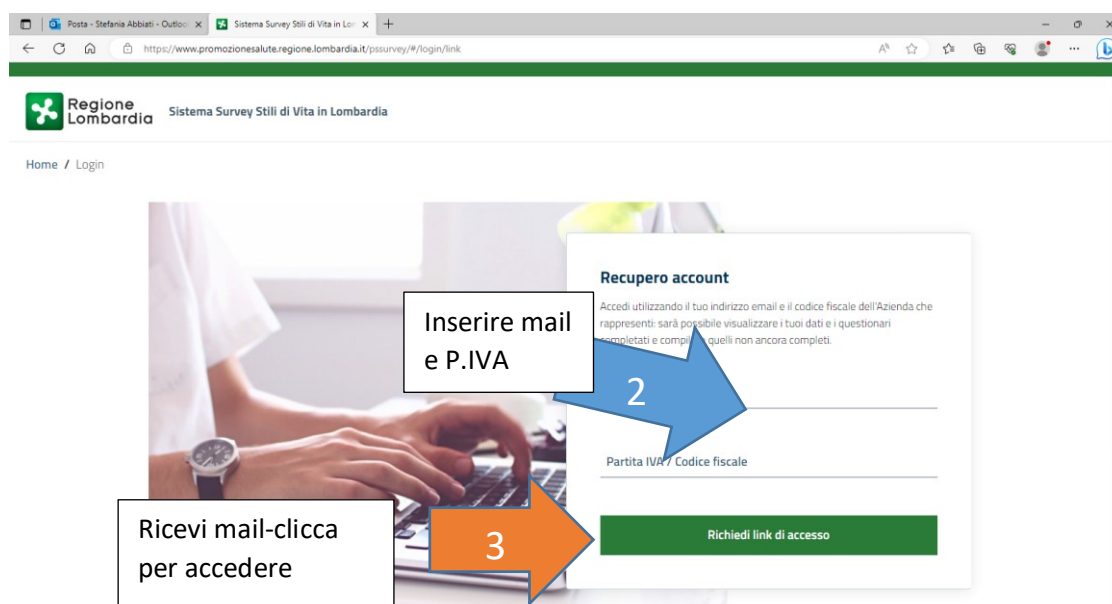 Posta - Stefania Abbiati - Outloo
Sistema Survey Stili di Vita in Lor
https://www.promozionesalute.regione.lombardia.it/pssurvey/#/login/link
Regione
Lombardia
Sistema Survey Stili di Vita in Lombardia
Home / Login
Recupero account
Accedi utilizzando il tuo indirizzo email e il codice fiscale dell'Azienda che
rappresenti: sarà possibile visualizzare i tuoi dati e i questionari
completati e quelli non ancora completi.
Inserire mail
e P.IVA
2
Partita IVA / Codice fiscale
Ricevi mail-clicca
per accedere
3
Richiedi link di accesso